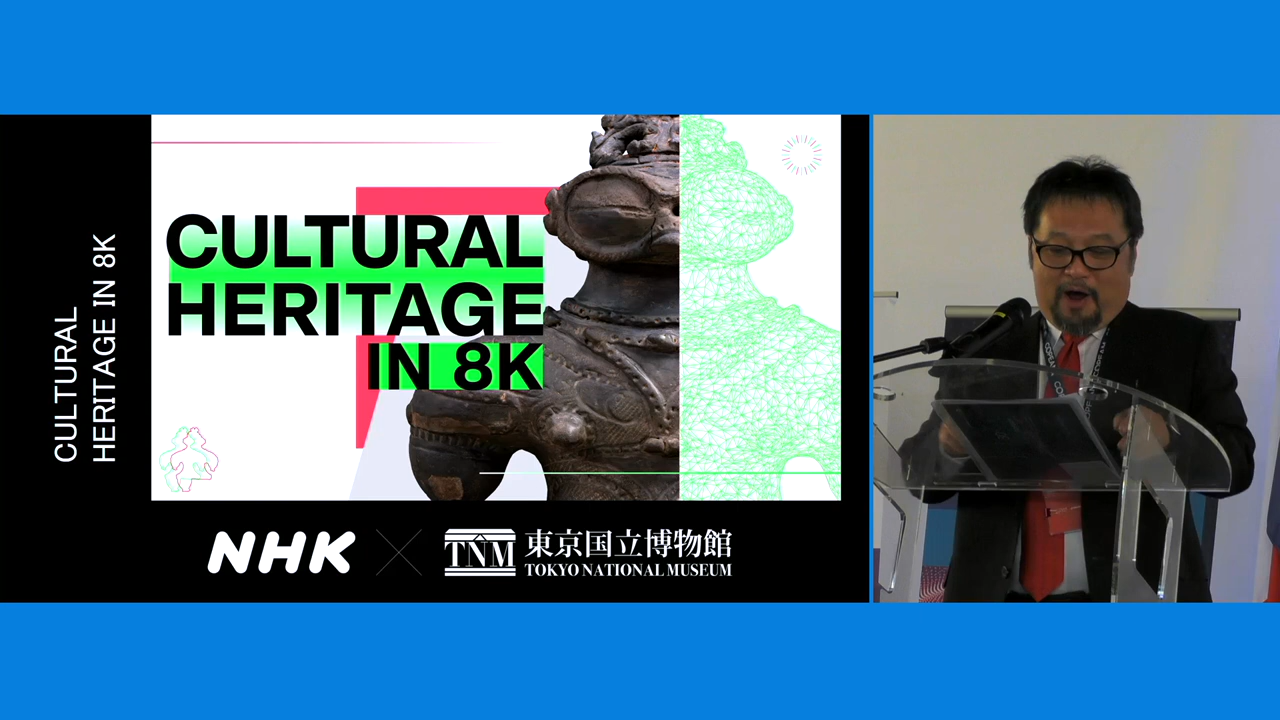 CULTURAL
HERITAGE IN 8K
CULTURAL
HERITAGE
IN 8K
NHK
TNM
東京国立博物館
TOKYO NATIONAL MUSEUM